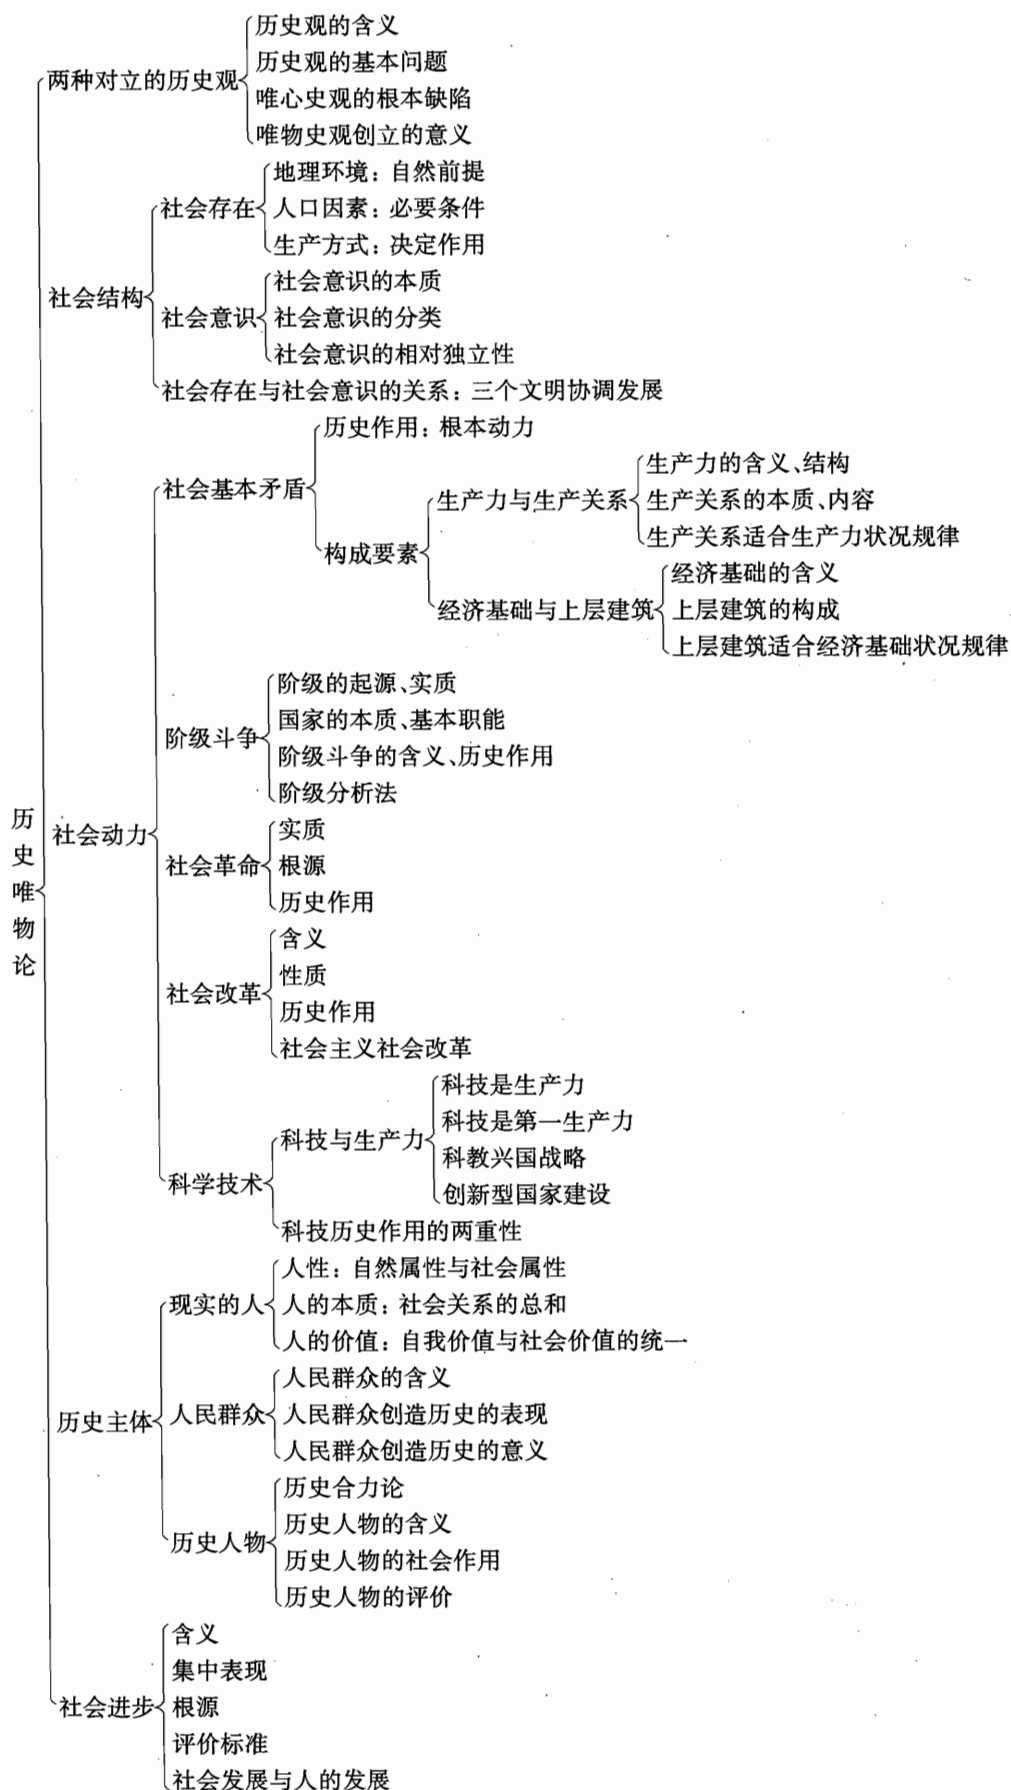 历史唯物论
两种对立的历史观
历史观的含义
历史观的基本问题
唯心史观的根本缺陷
唯物史观创立的意义
社会结构
社会存在
地理环境：自然前提
人口因素：必要条件
生产方式：决定作用
社会意识
社会意识的本质
社会意识的分类
社会意识的相对独立性
社会存在与社会意识的关系：三个文明协调发展
社会动力
社会基本矛盾
历史作用：根本动力
构成要素
生产力与生产关系
生产力的含义、结构
生产关系的本质、内容
生产关系适合生产力状况规律
经济基础与上层建筑
经济基础的含义
上层建筑的构成
上层建筑适合经济基础状况规律
阶级斗争
阶级的起源、实质
国家的本质、基本职能
阶级斗争的含义、历史作用
阶级分析法
社会革命
实质
根源
历史作用
社会改革
含义
性质
历史作用
社会主义社会改革
科学技术
科技与生产力
科技是生产力
科技是第一生产力
科教兴国战略
创新型国家建设
科技历史作用的两重性
历史主体
现实的人
人性：自然属性与社会属性
人的本质：社会关系的总和
人的价值：自我价值与社会价值的统一
人民群众
人民群众的含义
人民群众创造历史的表现
人民群众创造历史的意义
历史人物
历史合力论
历史人物的含义
历史人物的社会作用
历史人物的评价
社会进步
含义
集中表现
根源
评价标准
社会发展与人的发展